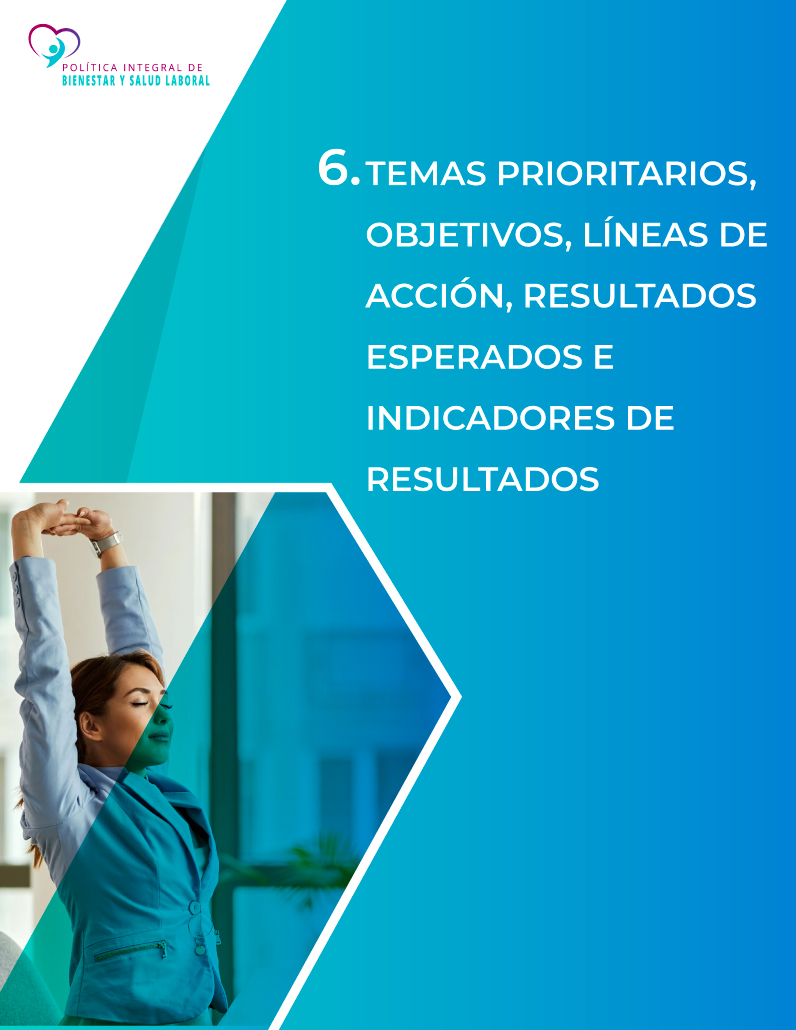 POLÍTICA INTEGRAL DE
BIENESTAR Y SALUD LABORAL
6. TEMAS PRIORITARIOS,
OBJETIVOS, LÍNEAS DE
ACCIÓN, RESULTADOS
ESPERADOS E
INDICADORES DE
RESULTADOS